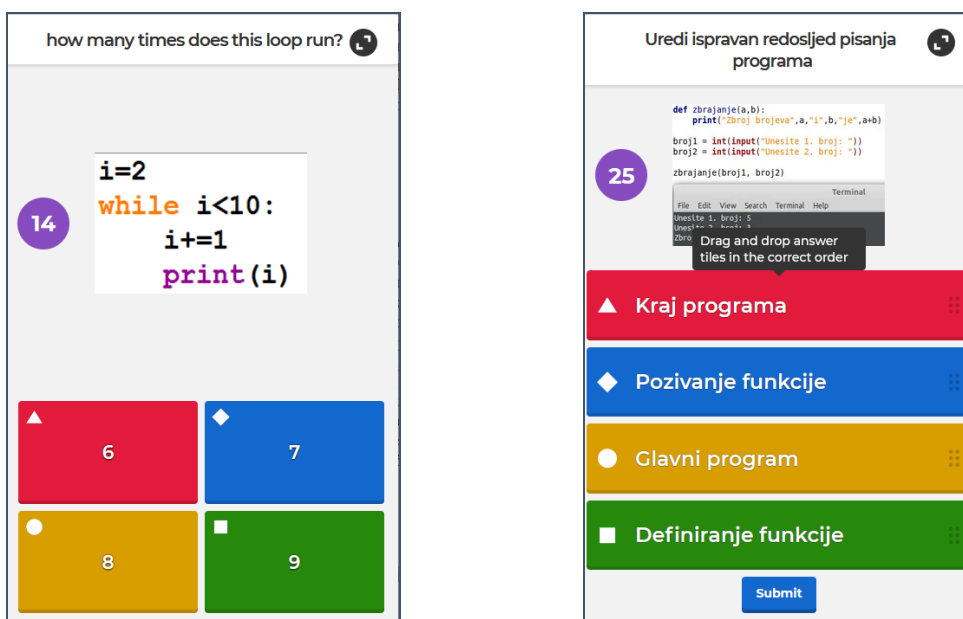 how many times does this loop run?
14
i=2
while i<10:
i+=1
print(i)
6
7
8
9
Uredi ispravan redosljed pisanja
programa
25
def zbrajanje(a,b):
print("Zbroj brojeva",a,"i",b,"je",a+b)
broj1 = int(input("Unesite 1. broj: "))
broj2 = int(input("Unesite 2. broj: "))
zbrajanje(broj1, broj2)
Terminal
File Edit View Search Terminal Help
Unesite 1. broj: 5
Drag and drop answer
tiles in the correct order
Kraj programa
Pozivanje funkcije
Glavni program
Definiranje funkcije
Submit